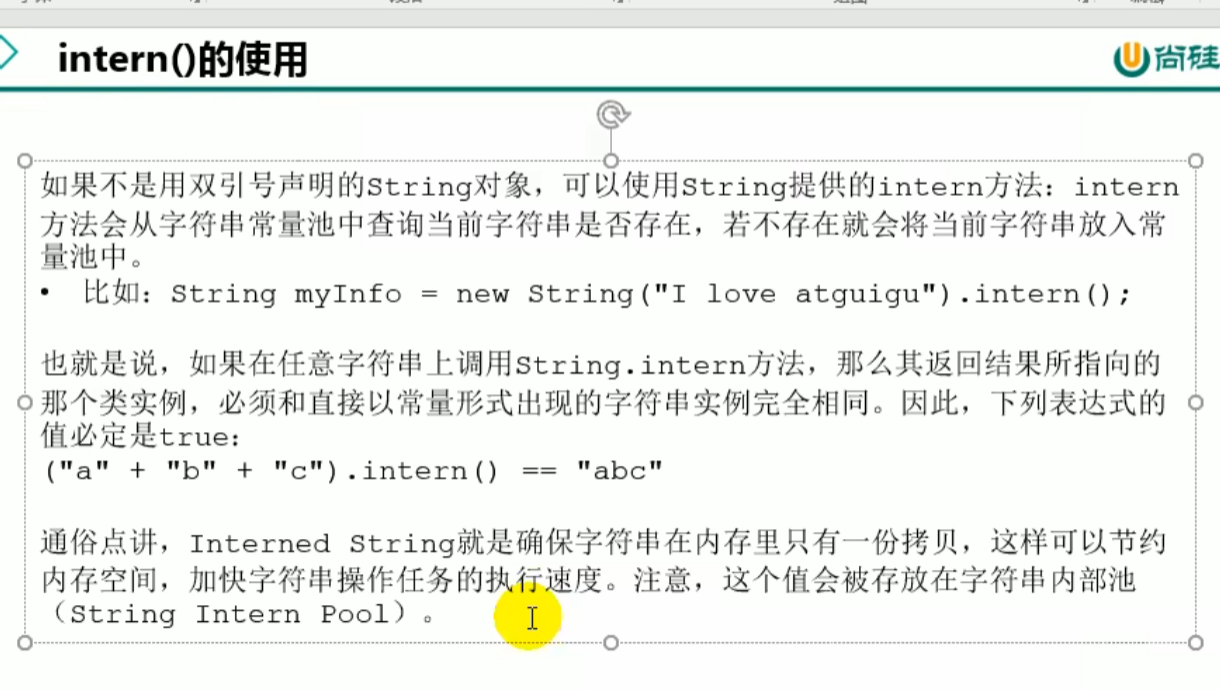 intern()的使用
尚硅
如果不是用双引号声明的String对象，可以使用String提供的intern方法：intern
方法会从字符串常量池中查询当前字符串是否存在，若不存在就会将当前字符串放入常
量池中。
• 比如：String myInfo = new String("I love atguigu").intern();
也就是说，如果在任意字符串上调用String.intern方法，那么其返回结果所指向的
那个类实例，必须和直接以常量形式出现的字符串实例完全相同。因此，下列表达式的
值必定是true：
("a" + "b" + "c").intern() == "abc"
通俗点讲，Interned String就是确保字符串在内存里只有一份拷贝，这样可以节约
内存空间，加快字符串操作任务的执行速度。注意，这个值会被存放在字符串内部池
（String Intern Pool）。